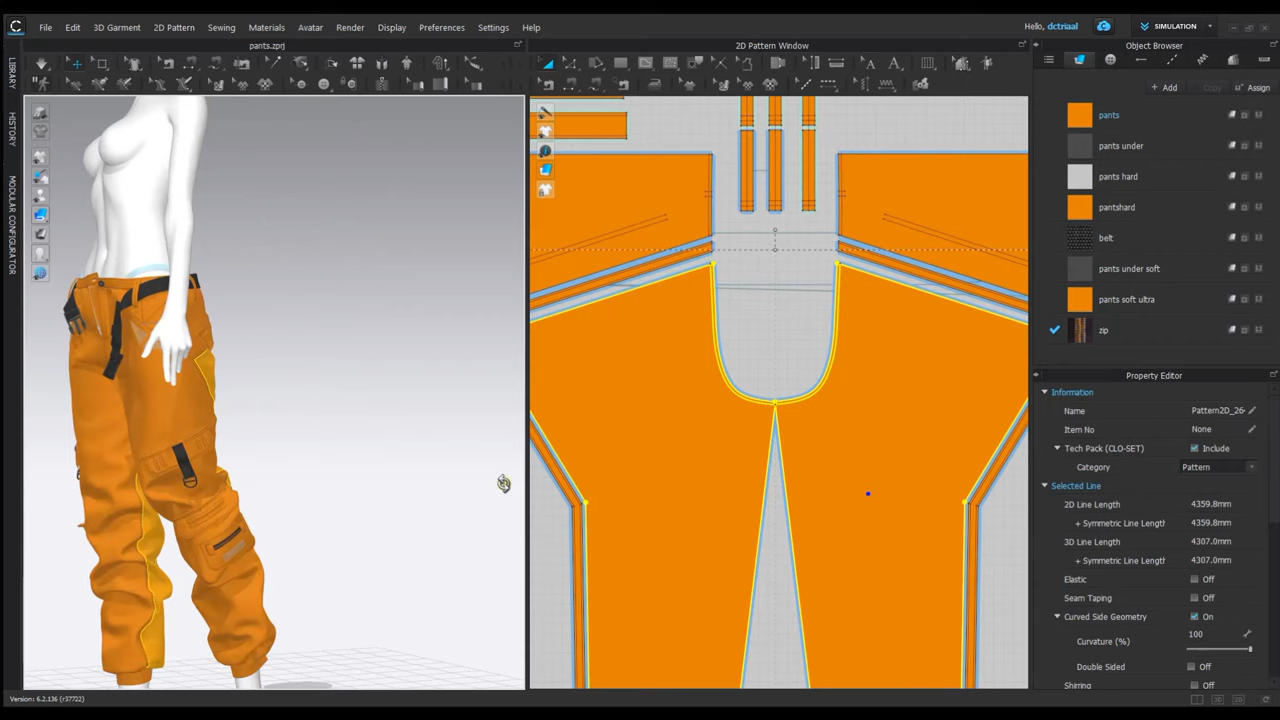 File Edit 3D Garment 2D Pattern Sewing Materials Avatar Render Display Preferences Settings Help
Hello, dctriaal
SIMULATION
pants.zprj
2D Pattern Window
Object Browser
LIBRARY
HISTORY
MODULAR CONFIGURATOR
+ Add
Copy
Assign
pants
pants under
pants hard
pantshard
belt
pants under soft
pants soft ultra
zip
Property Editor
Information
Name Pattern2D_26
Item No None
Tech Pack (CLO-SET) Include
Category Pattern
Selected Line
2D Line Length 4359.8mm
+ Symmetric Line Length 4359.8mm
3D Line Length 4307.0mm
+ Symmetric Line Length 4307.0mm
Elastic Off
Seam Taping Off
Curved Side Geometry On
Curvature (%) 100
Double Sided Off
Shirring Off
Version: 6.2.136 (r37722)
3D
2D